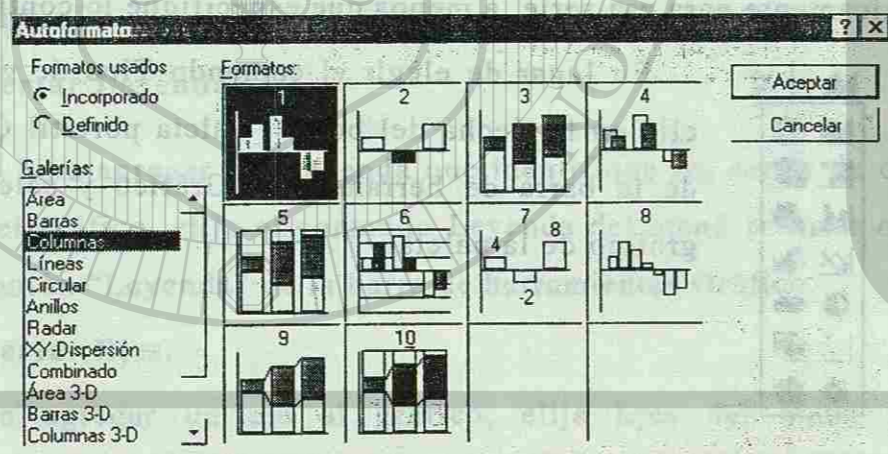 Autoformato
Formatos usados
Incorporado
Definido
Galerías:
Área
Barras
Columnas
Líneas
Circular
Anillos
Radar
XY-Dispersión
Combinado
Área 3-D
Barras 3-D
Columnas 3-D
Formatos:
1
2
3
4
5
6
7
4
8
-2
8
9
10
? X
Aceptar
Cancelar